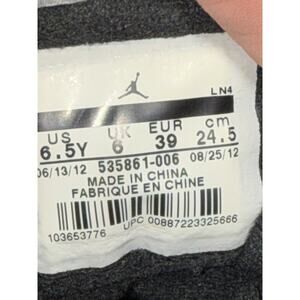 LN4
US UK EUR cm
6.5Y 6 39 24.5
06/13/12 535861-006 08/25/12
MADE IN CHINA
FABRIQUE EN CHINE
103653776 UPC 00887223325666